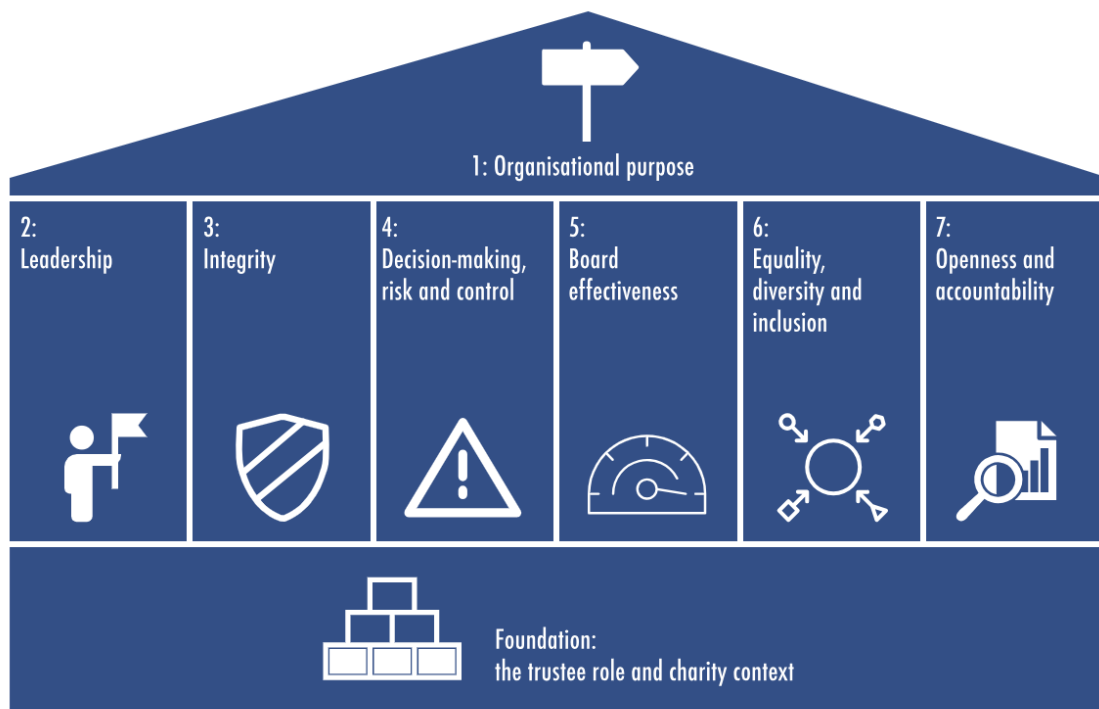 1: Organisational purpose
2:
Leadership
3:
Integrity
4:
Decision-making,
risk and control
5:
Board
effectiveness
6:
Equality,
diversity and
inclusion
7:
Openness and
accountability
Foundation:
the trustee role and charity context